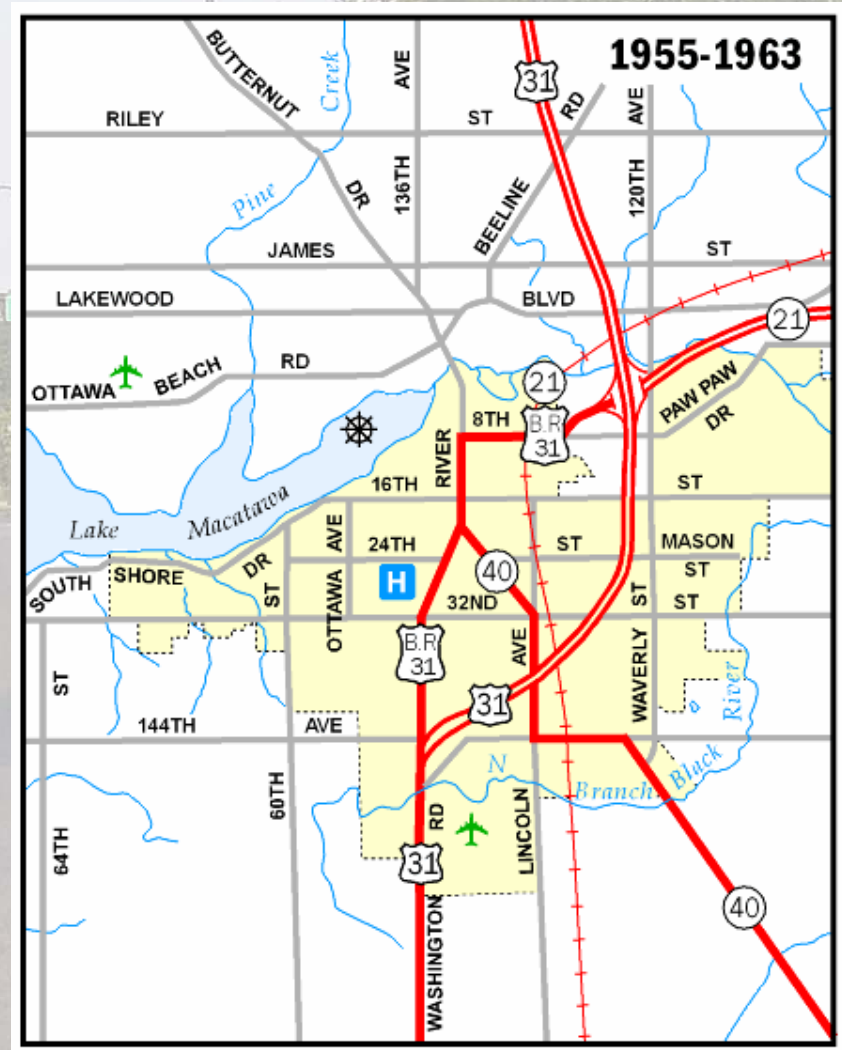 1955-1963
31
BUTTERNUT
DR
Creek
Pine
AVE
136TH
RILEY
ST
RD
BEELINE
AVE
120TH
JAMES
ST
LAKEWOOD
BLVD
21
OTTAWA
BEACH
RD
21
PAW PAW
DR
8TH
B.R
31
RIVER
16TH
ST
Lake
Macatawa
AVE
OTTAWA
24TH
ST
MASON
ST
SOUTH
SHORE
DR
ST
H
40
32ND
ST
ST
WAVERLY
B.R
31
AVE
LINCOLN
31
ST
144TH
AVE
N
Branch
Black
River
60TH
64TH
RD
WASHINGTON
31
40